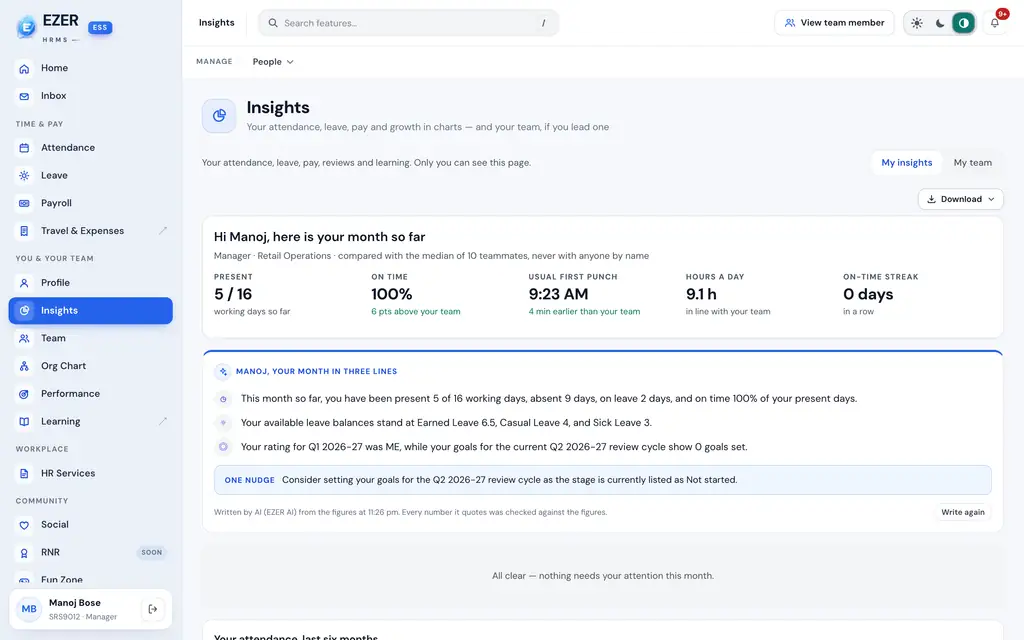 EZER
HRMS
ESS
Home
Inbox
TIME & PAY
Attendance
Leave
Payroll
Travel & Expenses
YOU & YOUR TEAM
Profile
Insights
Team
Org Chart
Performance
Learning
WORKPLACE
HR Services
COMMUNITY
Social
RNR SOON
Fun Zone
MB Manoj Bose
SRS9012 · Manager
Insights
Search features... /
View team member
9+
MANAGE People
Insights
Your attendance, leave, pay and growth in charts — and your team, if you lead one
Your attendance, leave, pay, reviews and learning. Only you can see this page.
My insights My team
Download
Hi Manoj, here is your month so far
Manager · Retail Operations · compared with the median of 10 teammates, never with anyone by name
PRESENT
5 / 16
working days so far
ON TIME
100%
6 pts above your team
USUAL FIRST PUNCH
9:23 AM
4 min earlier than your team
HOURS A DAY
9.1 h
in line with your team
ON-TIME STREAK
0 days
in a row
MANOJ, YOUR MONTH IN THREE LINES
This month so far, you have been present 5 of 16 working days, absent 9 days, on leave 2 days, and on time 100% of your present days.
Your available leave balances stand at Earned Leave 6.5, Casual Leave 4, and Sick Leave 3.
Your rating for Q1 2026-27 was ME, while your goals for the current Q2 2026-27 review cycle show 0 goals set.
ONE NUDGE Consider setting your goals for the Q2 2026-27 review cycle as the stage is currently listed as Not started.
Written by AI (EZER AI) from the figures at 11:26 pm. Every number it quotes was checked against the figures.
Write again
All clear — nothing needs your attention this month.
Your attendance, last six months